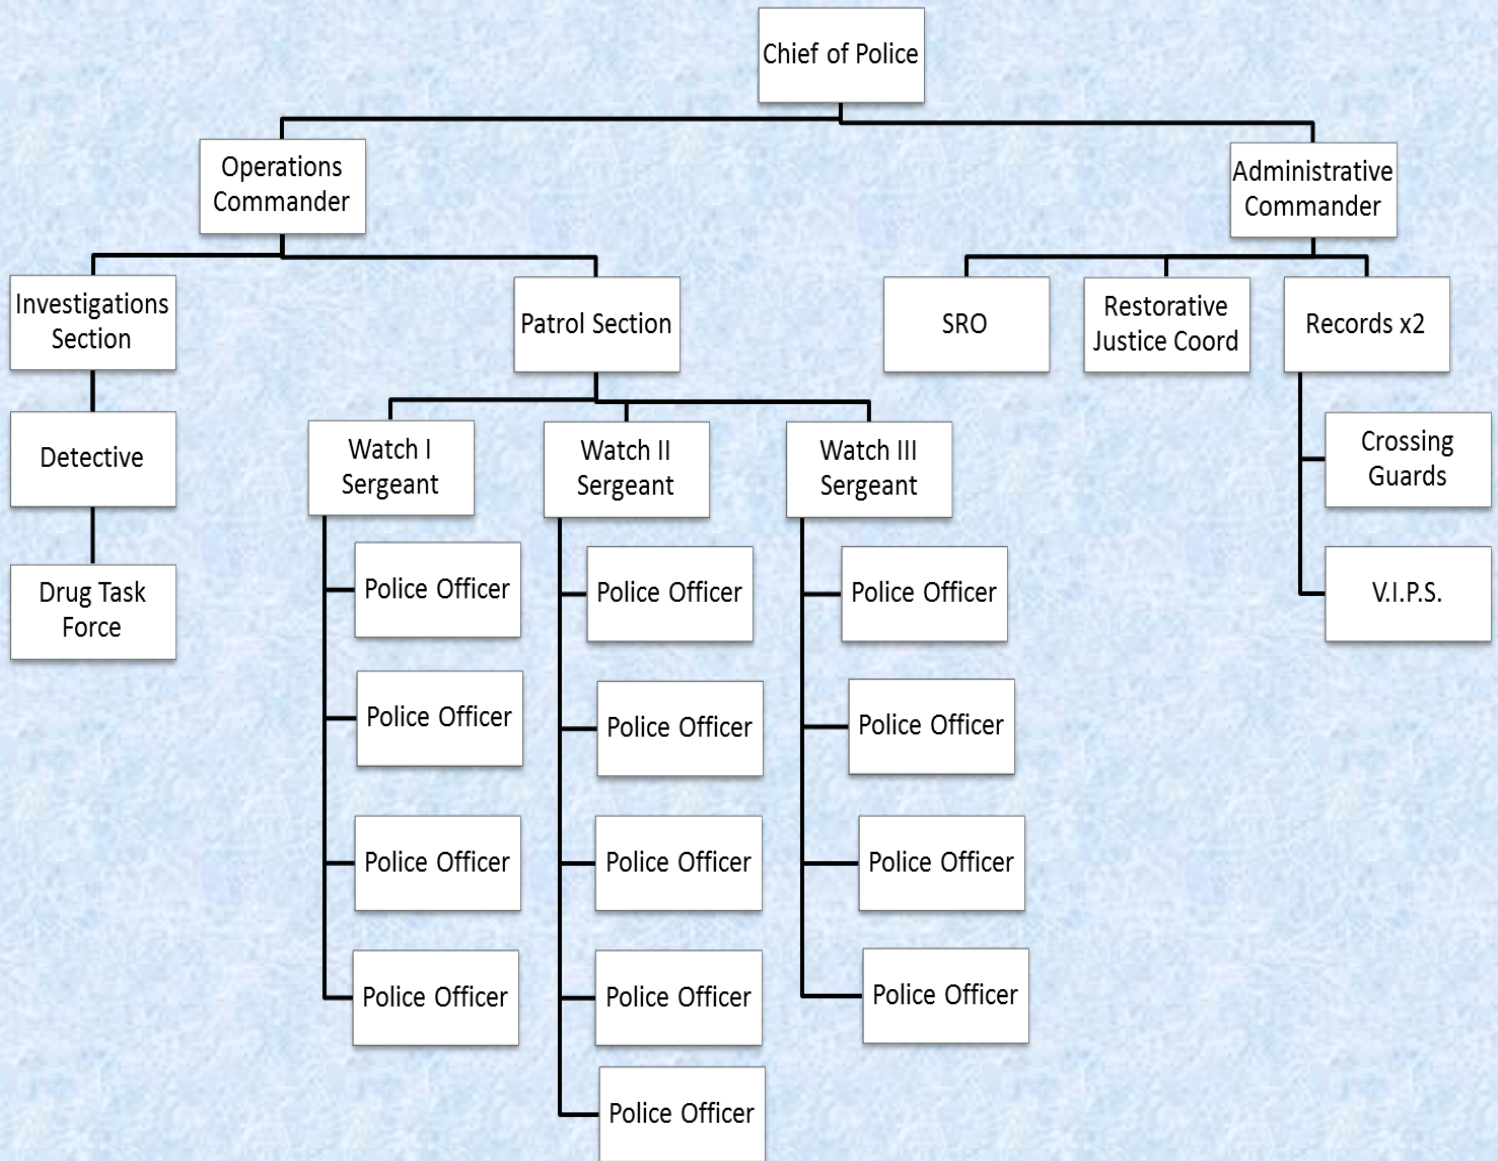 Chief of Police
Operations
Commander
Administrative
Commander
Investigations
Section
Patrol Section
SRO
Restorative
Justice Coord
Records x2
Detective
Watch I
Sergeant
Watch II
Sergeant
Watch III
Sergeant
Crossing
Guards
Drug Task
Force
Police Officer
Police Officer
Police Officer
V.I.P.S.
Police Officer
Police Officer
Police Officer
Police Officer
Police Officer
Police Officer
Police Officer
Police Officer
Police Officer
Police Officer